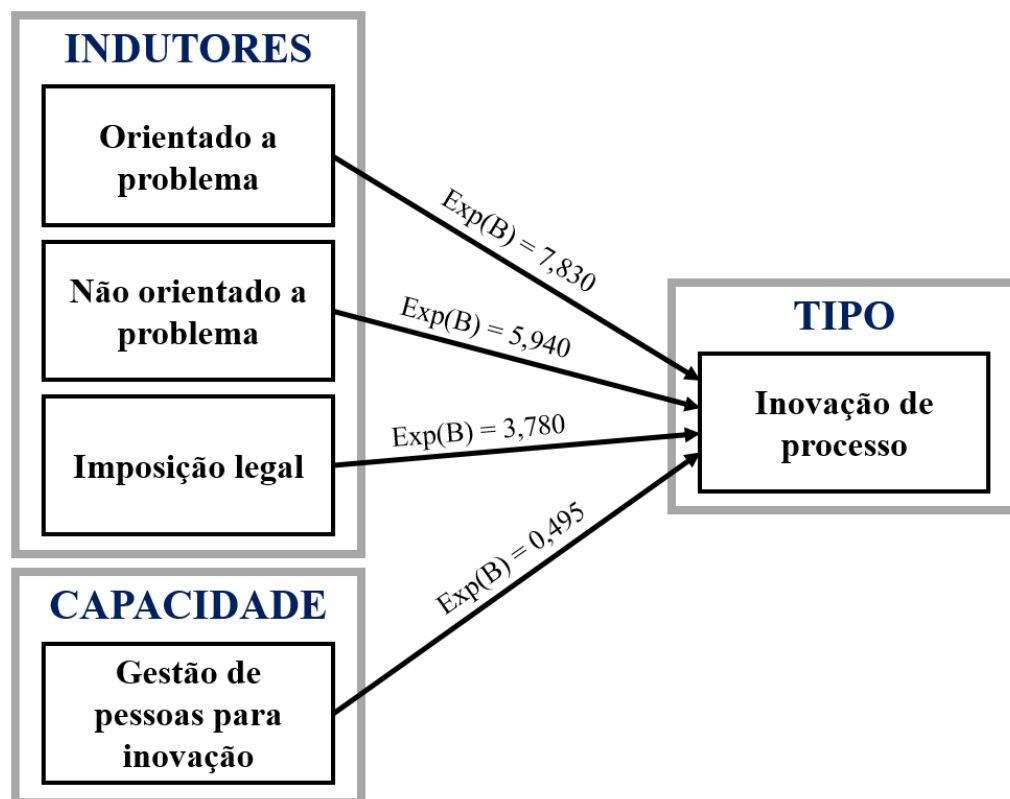 INDUTORES
Orientado a
problema
Não orientado a
problema
Imposição legal
CAPACIDADE
Gestão de
pessoas para
inovação
Exp(B) = 7,830
Exp(B) = 5,940
Exp(B) = 3,780
Exp(B) = 0,495
TIPO
Inovação de
processo